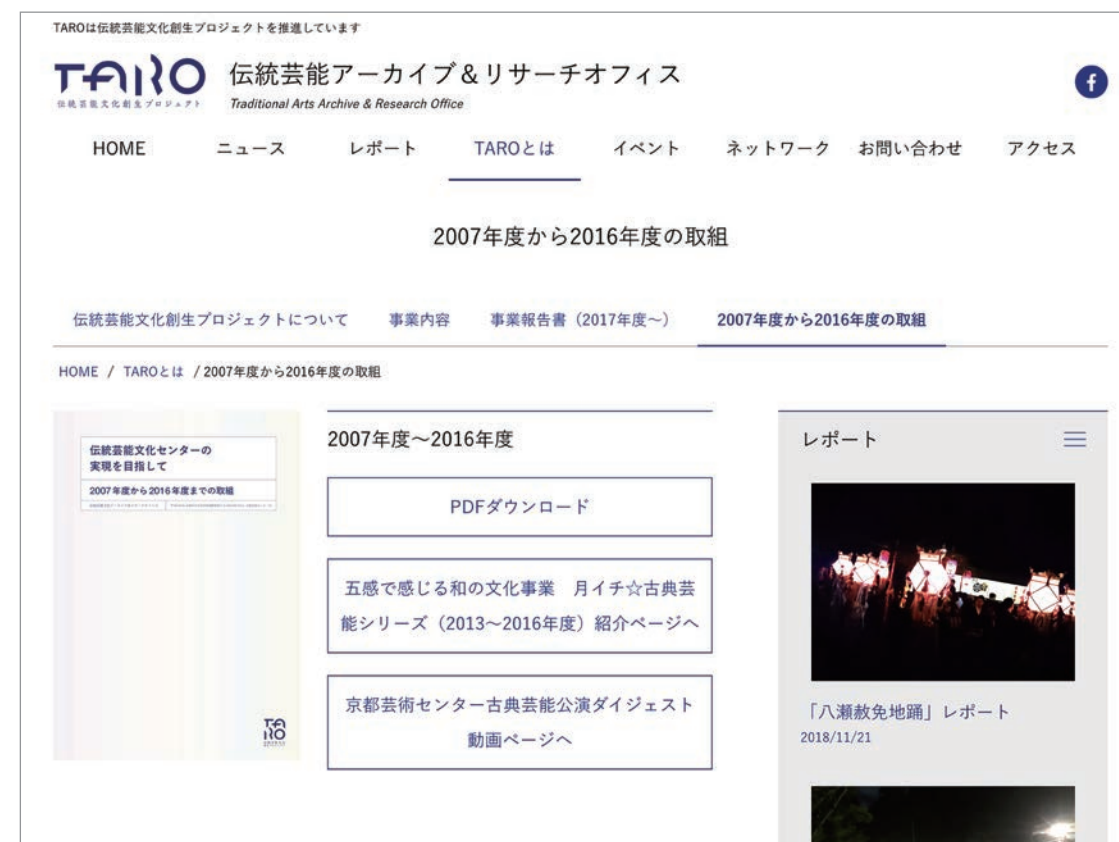 TAROは伝統芸能文化創生プロジェクトを推進しています
TARO
伝統芸能文化創生プロジェクト
伝統芸能アーカイブ&リサーチオフィス
Traditional Arts Archive & Research Office
f
HOME ニュース レポート TAROとは イベント ネットワーク お問い合わせ アクセス
2007年度から2016年度の取組
伝統芸能文化創生プロジェクトについて 事業内容 事業報告書（2017年度〜） 2007年度から2016年度の取組
HOME / TAROとは / 2007年度から2016年度の取組
伝統芸能文化センターの
実現を目指して
2007年度から2016年度までの取組
TARO
2007年度〜2016年度
PDFダウンロード
五感で感じる和の文化事業　月イチ☆古典芸
能シリーズ（2013〜2016年度）紹介ページへ
京都芸術センター古典芸能公演ダイジェスト
動画ページへ
レポート
「八瀬赦免地踊」レポート
2018/11/21